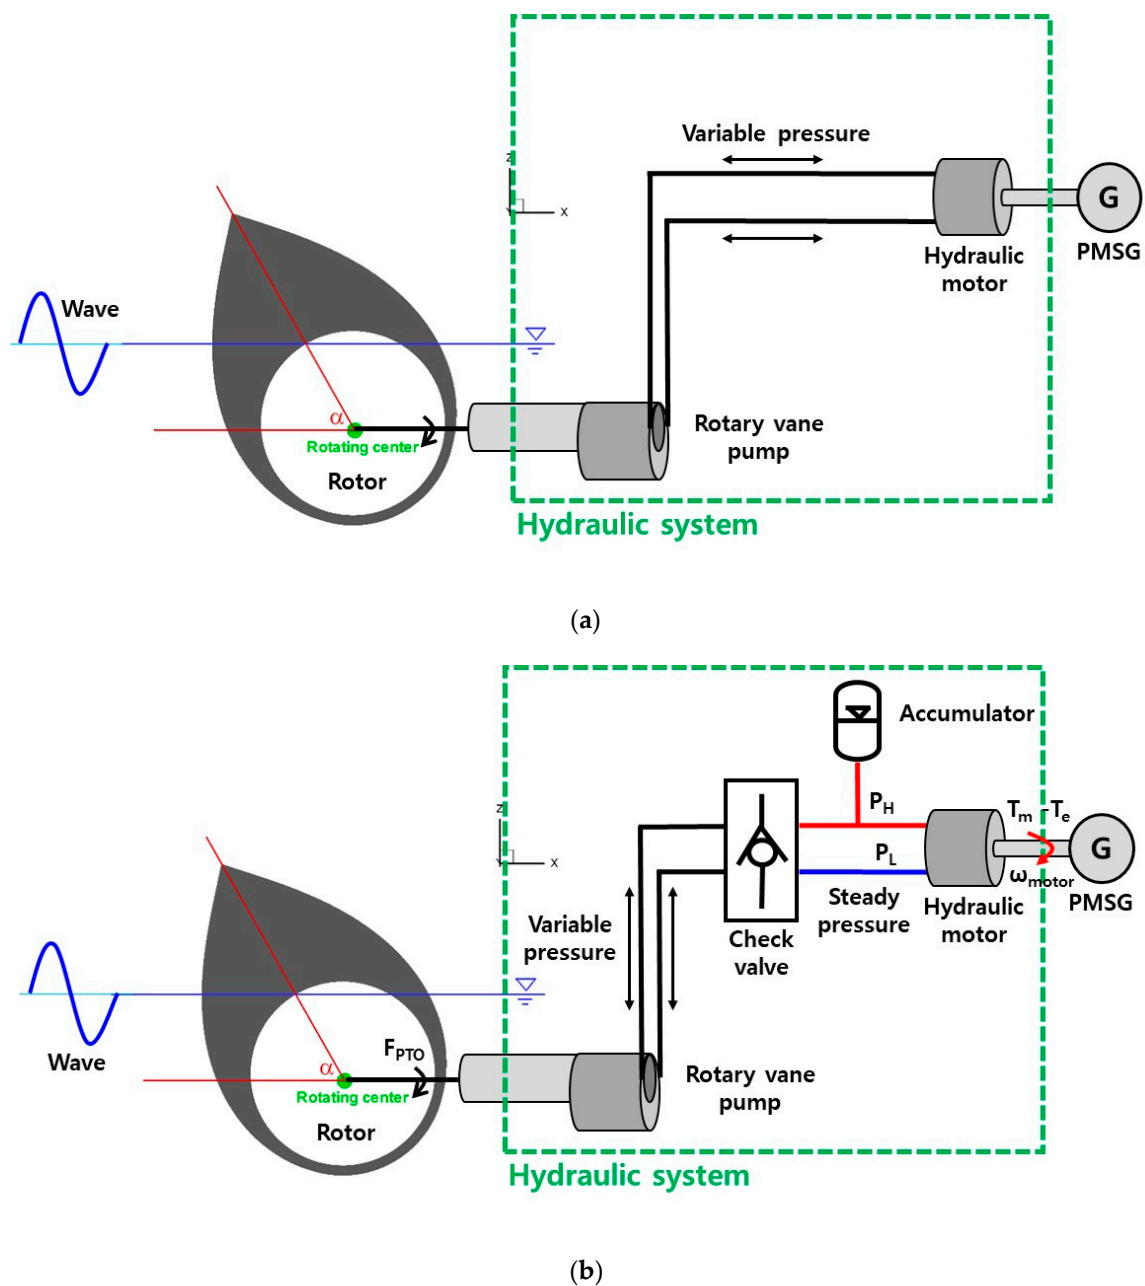 Variable pressure
z
x
G
Hydraulic
motor
PMSG
Wave
α
Rotating center
Rotor
Rotary vane
pump
Hydraulic system
(a)
Accumulator
P_H
T_m -T_e
G
z
x
P_L
ω_motor
Steady
pressure
Hydraulic
motor
PMSG
Variable
pressure
Check
valve
Wave
F_PTO
α
Rotating center
Rotor
Rotary vane
pump
Hydraulic system
(b)